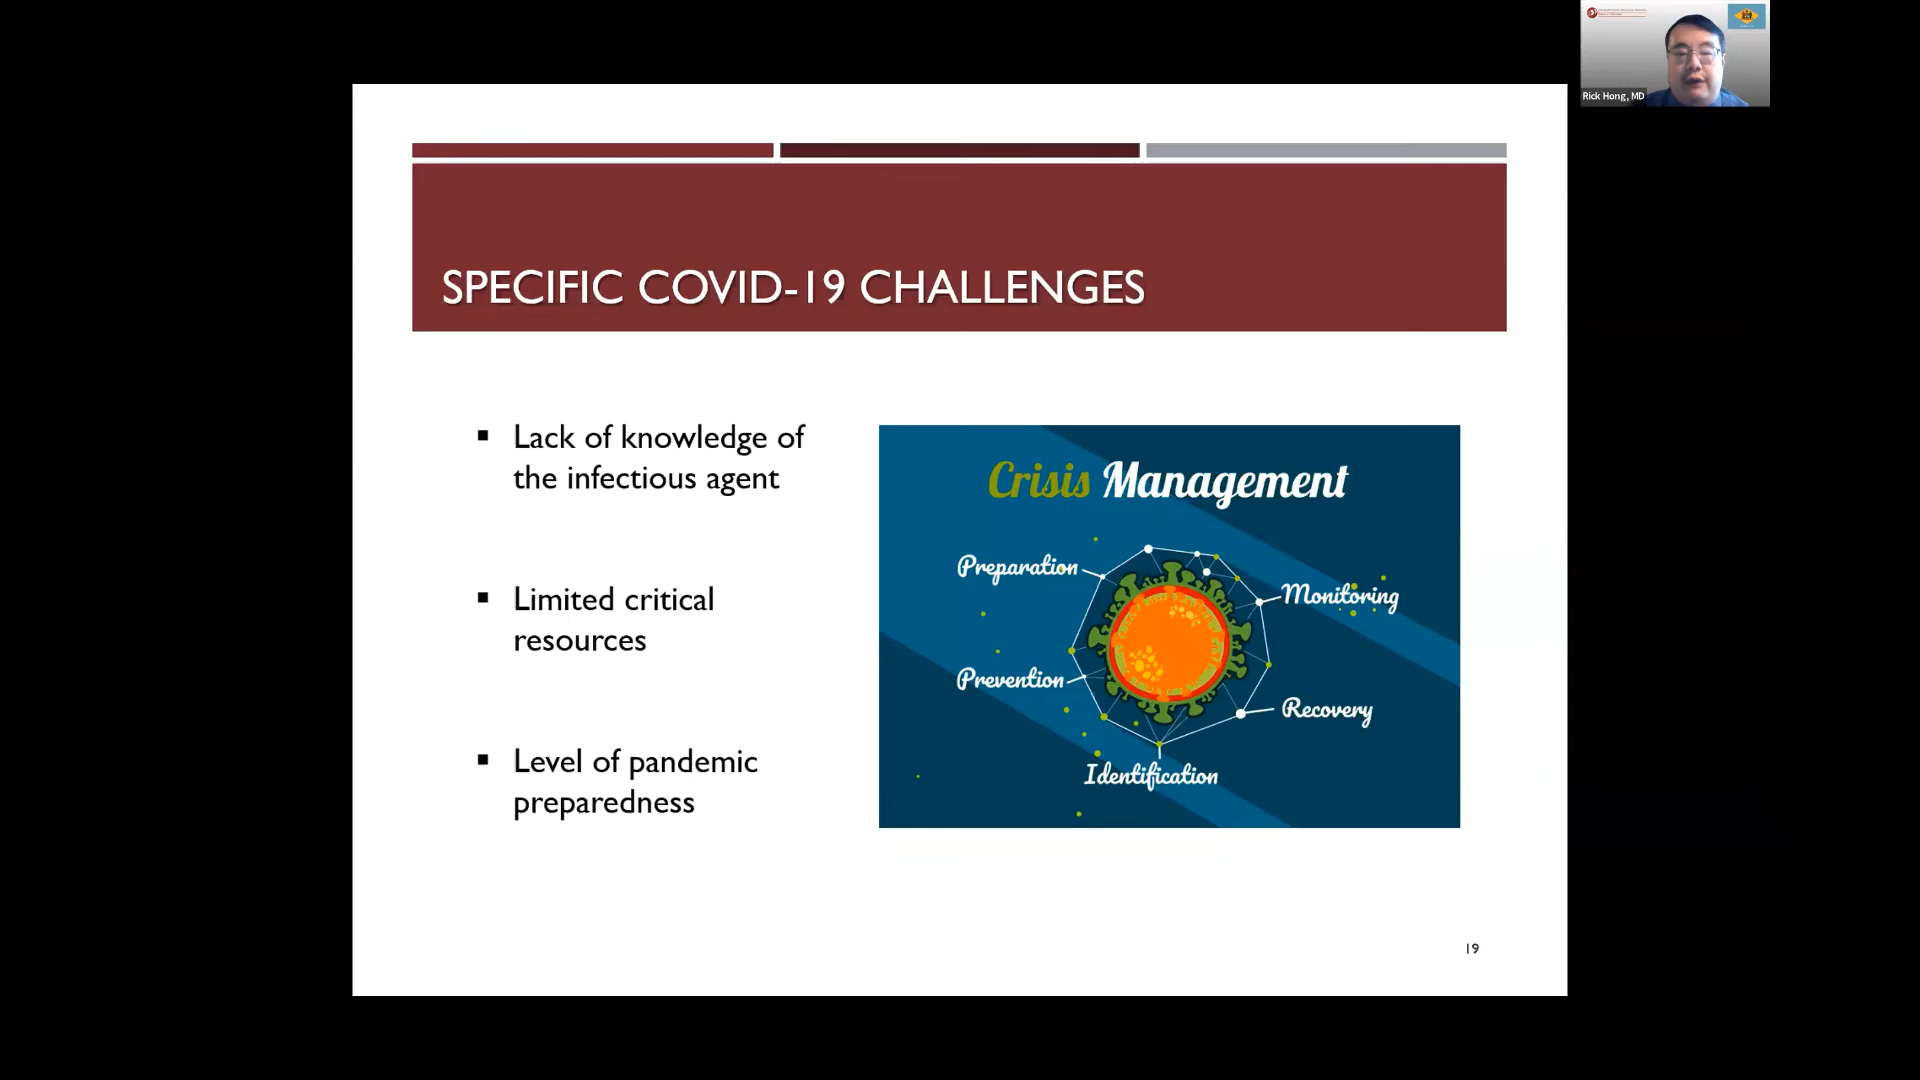 Rick Hong, MD
SPECIFIC COVID-19 CHALLENGES
▪ Lack of knowledge of
the infectious agent
▪ Limited critical
resources
▪ Level of pandemic
preparedness
Crisis Management
Preparation
Monitoring
Prevention
Recovery
Identification
19